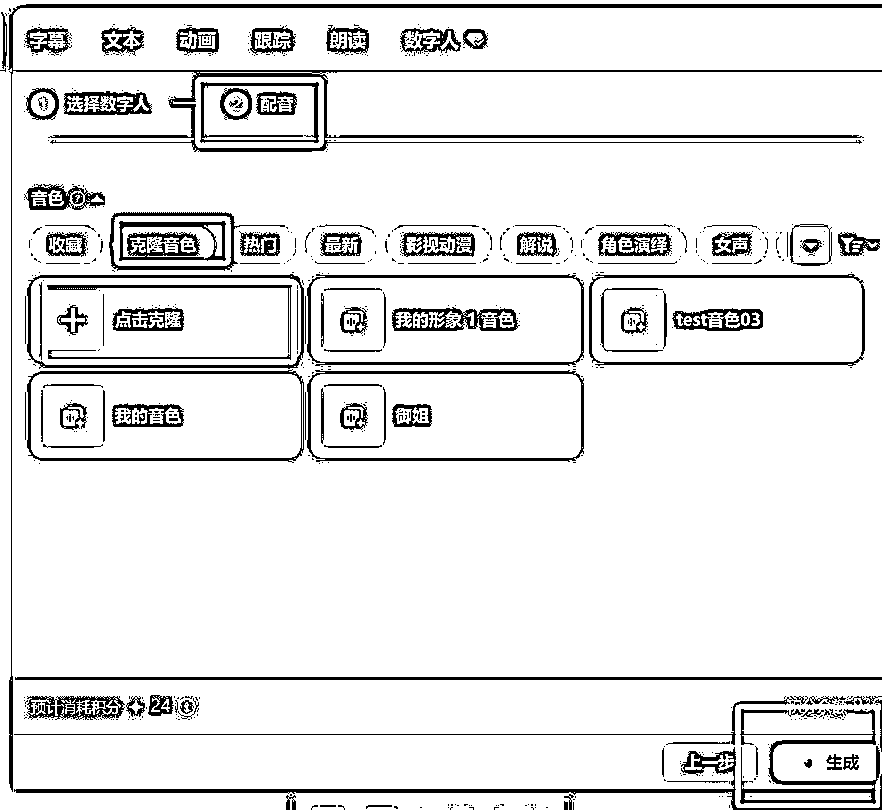 字幕 文本 动画 跟踪 朗读 数字人
1 选择数字人 2 配音
音色
收藏 克隆音色 热门 最新 影视动漫 解说 角色演绎 女声
点击克隆 我的形象 1 音色 test音色03
我的音色 御姐
预计消耗积分 24
上一步 生成